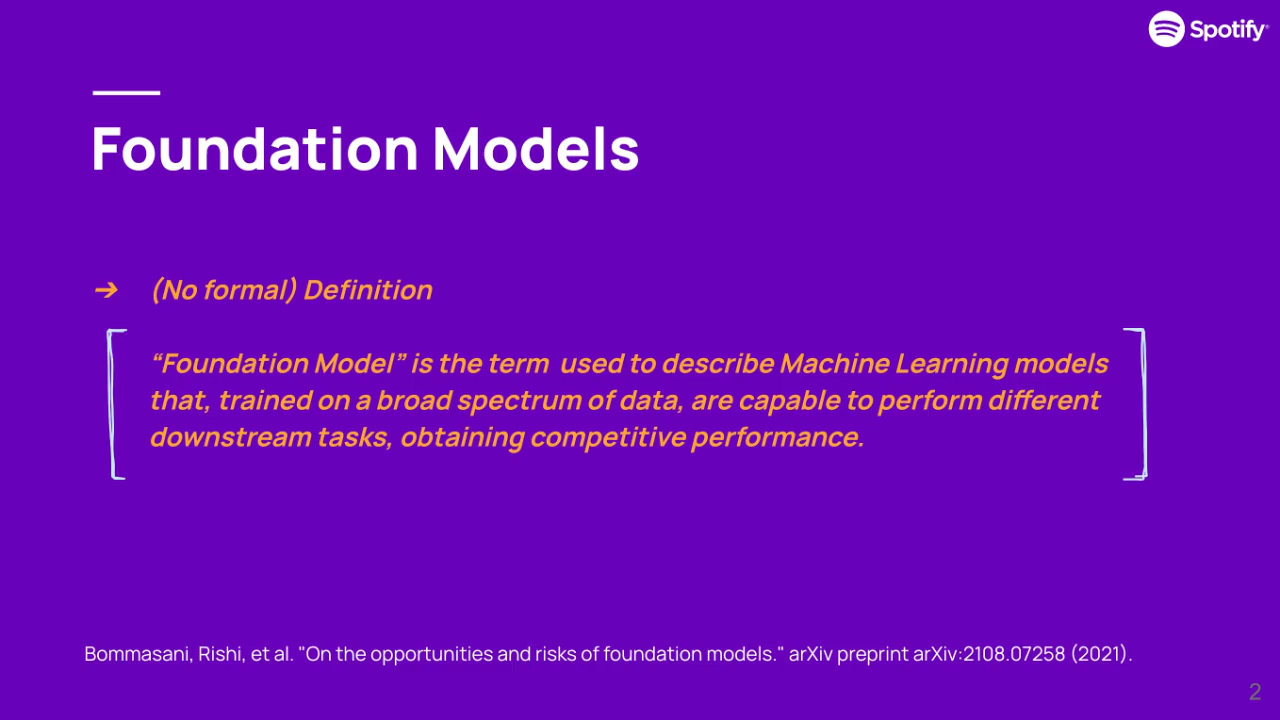 Spotify
Foundation Models
➔ (No formal) Definition
“Foundation Model” is the term used to describe Machine Learning models
that, trained on a broad spectrum of data, are capable to perform different
downstream tasks, obtaining competitive performance.
Bommasani, Rishi, et al. "On the opportunities and risks of foundation models." arXiv preprint arXiv:2108.07258 (2021).
2